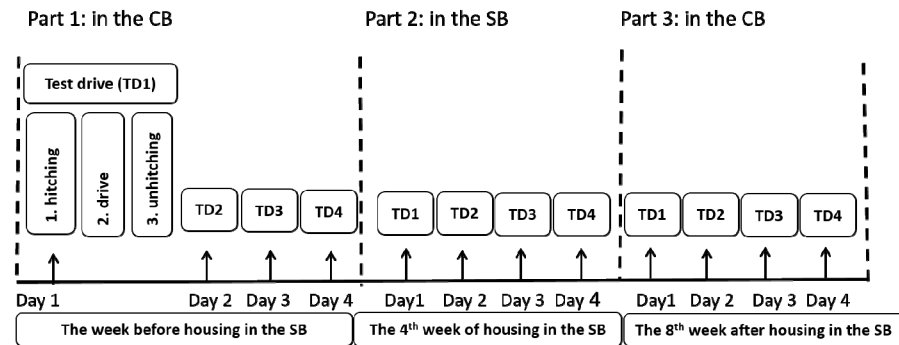 Part 1: in the CB Part 2: in the SB Part 3: in the CB
Test drive (TD1)
1. hitching
2. drive
3. unhitching
TD2 TD3 TD4 TD1 TD2 TD3 TD4 TD1 TD2 TD3 TD4
Day 1 Day 2 Day 3 Day 4 Day1 Day 2 Day 3 Day 4 Day1 Day 2 Day 3 Day 4
The week before housing in the SB The 4th week of housing in the SB The 8th week after housing in the SB